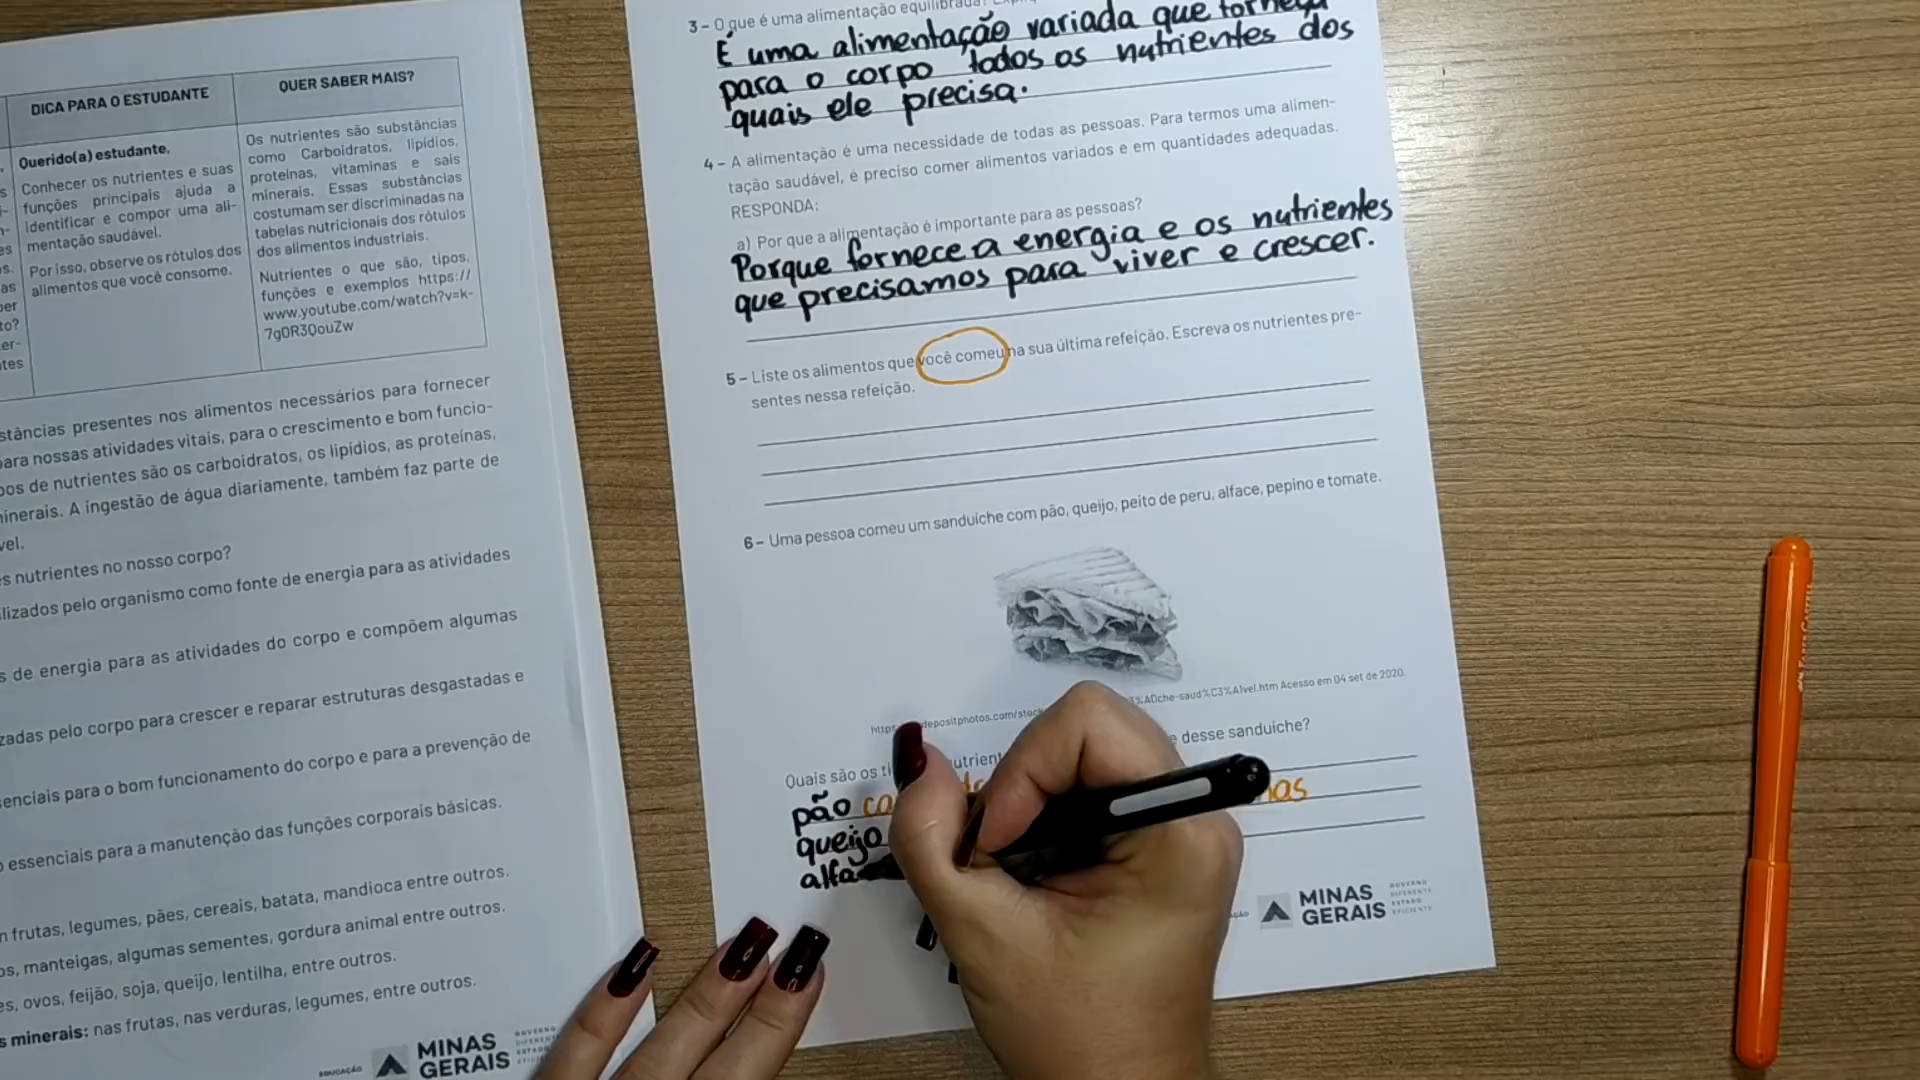 DICA PARA O ESTUDANTE
QUER SABER MAIS?
Querido(a) estudante,
Conhecer os nutrientes e suas
funções principais ajuda a
identificar e compor uma ali-
mentação saudável.
Por isso, observe os rótulos dos
alimentos que você consome.
Os nutrientes são substâncias
como Carboidratos, lipídios,
proteínas, vitaminas e sais
minerais. Essas substâncias
costumam ser discriminadas na
tabelas nutricionais dos rótulos
dos alimentos industriais.
Nutrientes o que são, tipos,
funções e exemplos https://
www.youtube.com/watch?v=k-
7g0R3QouZw
presentes nos alimentos necessários para fornecer
para nossas atividades vitais, para o crescimento e bom funcio-
de nutrientes são os carboidratos, os lipídios, as proteínas,
A ingestão de água diariamente, também faz parte de
nutrientes no nosso corpo?
pelo organismo como fonte de energia para as atividades
de energia para as atividades do corpo e compõem algumas
pelo corpo para crescer e reparar estruturas desgastadas e
para o bom funcionamento do corpo e para a prevenção de
essenciais para a manutenção das funções corporais básicas.
frutas, legumes, pães, cereais, batata, mandioca entre outros.
manteigas, algumas sementes, gordura animal entre outros.
ovos, feijão, soja, queijo, lentilha, entre outros.
minerais: nas frutas, nas verduras, legumes, entre outros.
EDUCAÇÃO
MINAS
GERAIS
3 – O que é uma alimentação equilibrada?
É uma alimentação variada que forneça
para o corpo todos os nutrientes dos
quais ele precisa.
4 – A alimentação é uma necessidade de todas as pessoas. Para termos uma alimen-
tação saudável, é preciso comer alimentos variados e em quantidades adequadas.
RESPONDA:
a) Por que a alimentação é importante para as pessoas?
Porque fornece a energia e os nutrientes
que precisamos para viver e crescer.
5 – Liste os alimentos que você comeu na sua última refeição. Escreva os nutrientes pre-
sentes nessa refeição.
6 – Uma pessoa comeu um sanduíche com pão, queijo, peito de peru, alface, pepino e tomate.
depositphotos.com/stock
%ADche-saud%C3%A1vel.htm Acesso em 04 set de 2020.
Quais são os desse sanduíche?
pão
queijo
MINAS
GERAIS
GOVERNO
DIFERENTE
ESTADO
EFICIENTE